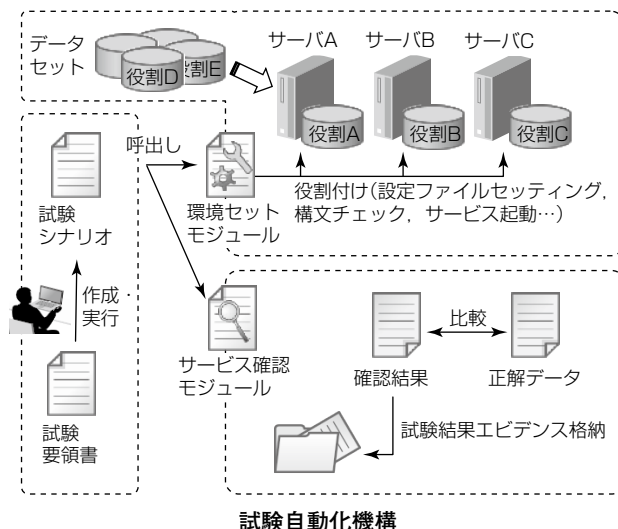 データ
セット
役割D
役割E
サーバA
サーバB
サーバC
役割A
役割B
役割C
呼出し
試験
シナリオ
環境セット
モジュール
役割付け(設定ファイルセッティング,
構文チェック, サービス起動…)
作成・
実行
試験
要領書
サービス確認
モジュール
確認結果
比較
正解データ
試験結果エビデンス格納
試験自動化機構